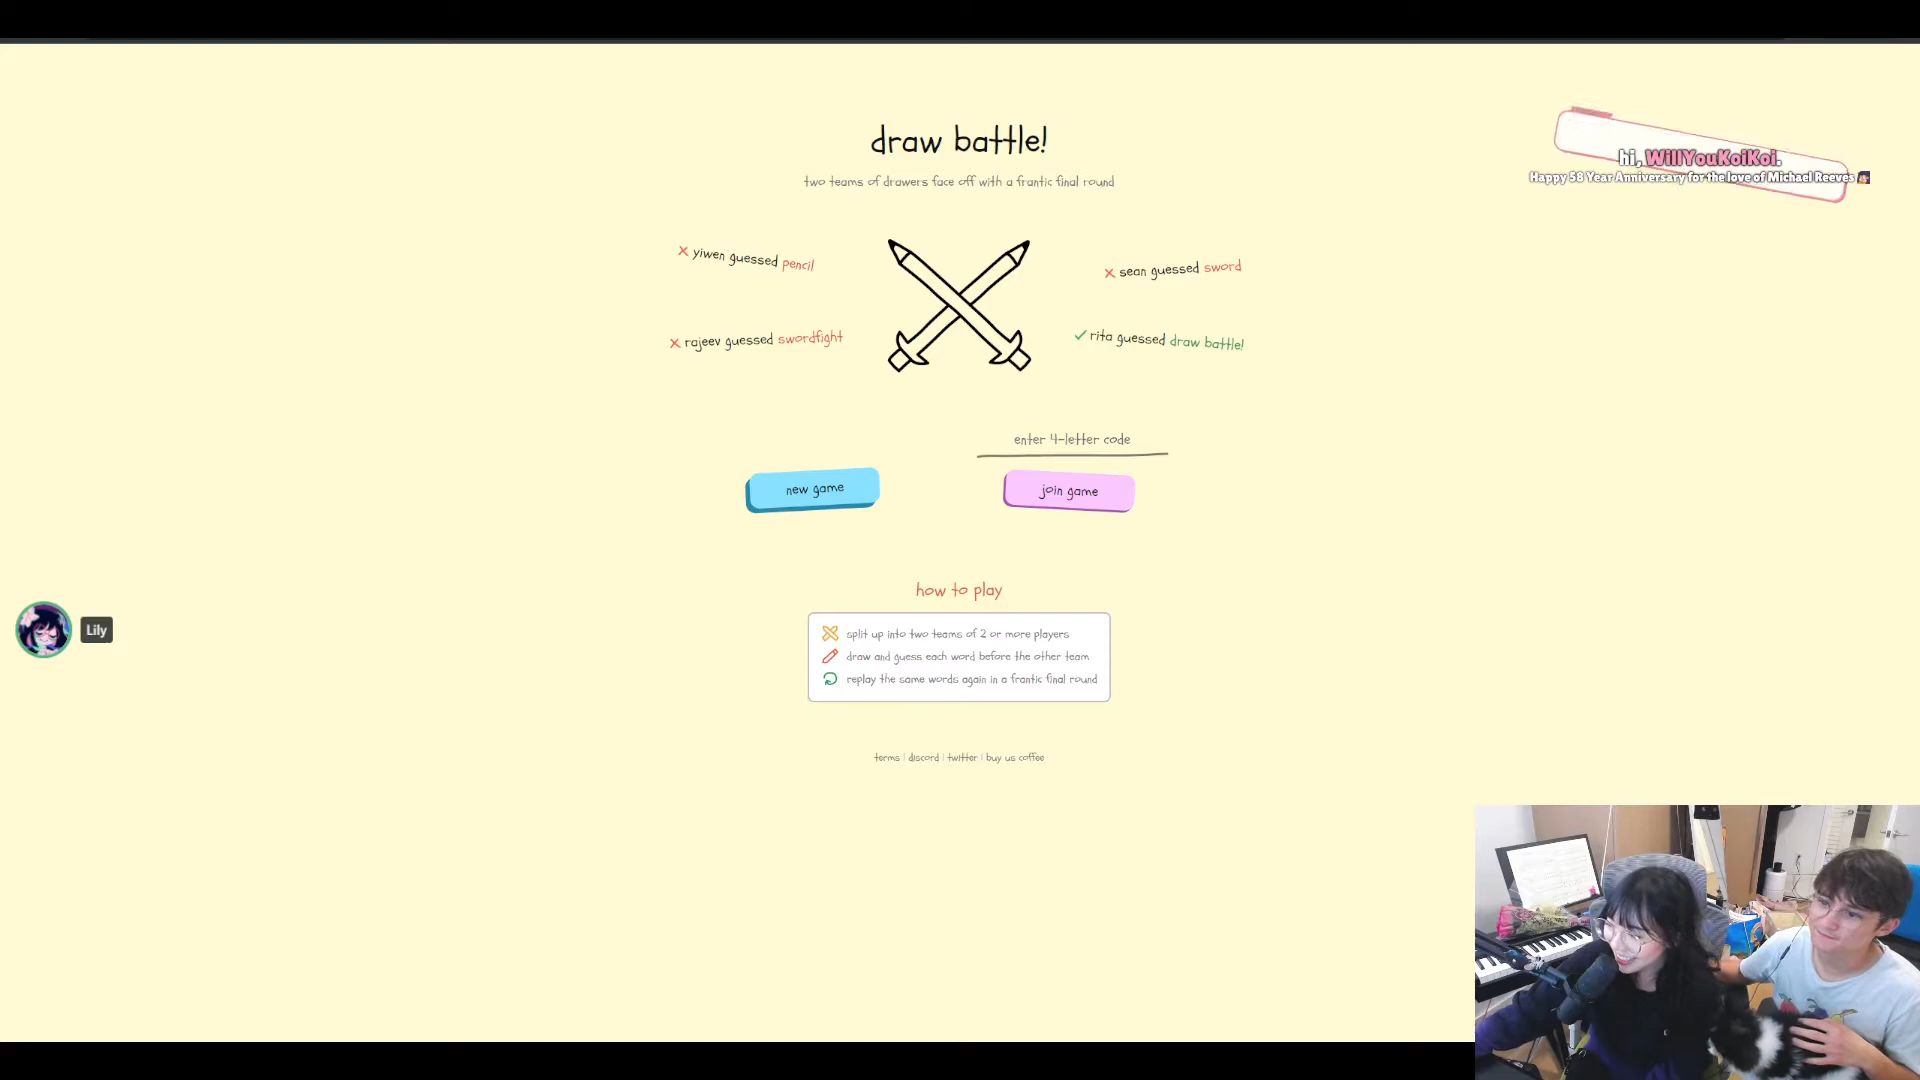 draw battle!
two teams of drawers face off with a frantic final round
hi, WillYouKoiKoi.
Happy 58 Year Anniversary for the love of Michael Reeves
yiwen guessed pencil
sean guessed sword
rajeev guessed swordfight
rita guessed draw battle!
enter 4-letter code
new game
join game
how to play
split up into two teams of 2 or more players
draw and guess each word before the other team
replay the same words again in a frantic final round
Lily
terms | discord | twitter | buy us coffee